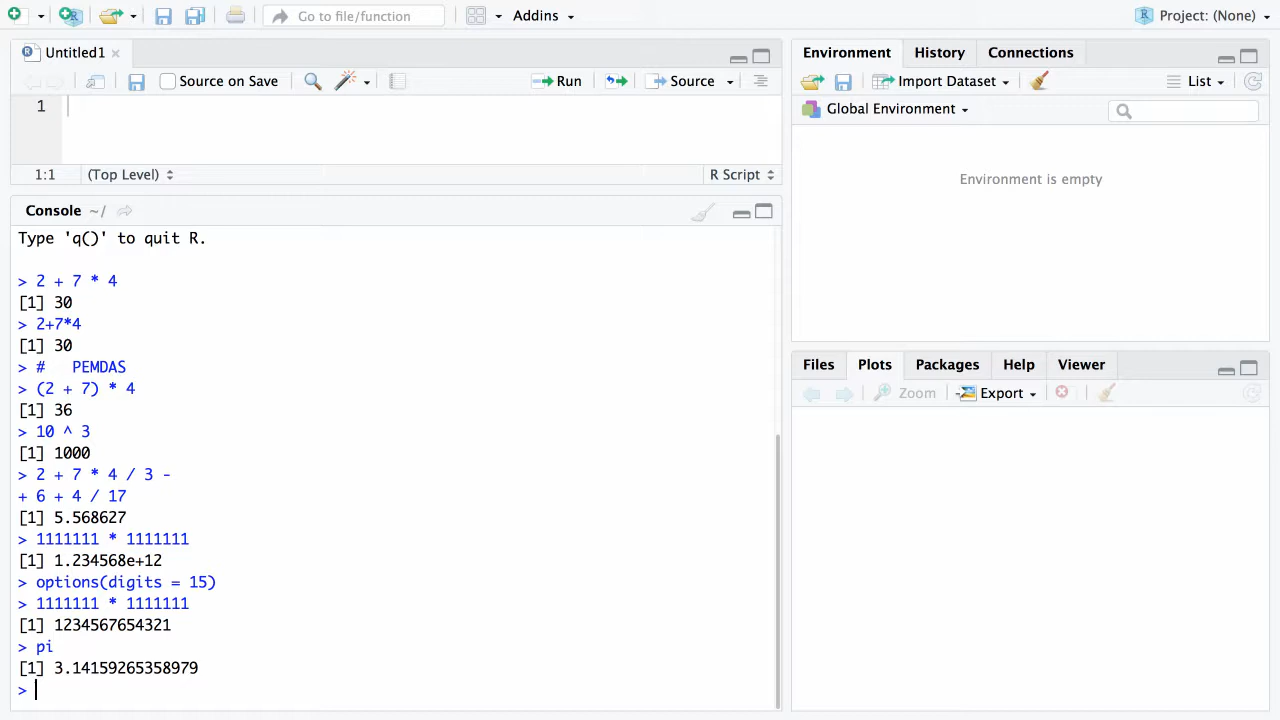 Go to file/function
Addins
Project: (None)
Untitled1
Source on Save
Run
Source
1
1:1
(Top Level)
R Script
Console ~/
Type 'q()' to quit R.
> 2 + 7 * 4
[1] 30
> 2+7*4
[1] 30
> #   PEMDAS
> (2 + 7) * 4
[1] 36
> 10 ^ 3
[1] 1000
> 2 + 7 * 4 / 3 -
+ 6 + 4 / 17
[1] 5.568627
> 1111111 * 1111111
[1] 1.234568e+12
> options(digits = 15)
> 1111111 * 1111111
[1] 1234567654321
> pi
[1] 3.14159265358979
>
Environment
History
Connections
Import Dataset
List
Global Environment
Environment is empty
Files
Plots
Packages
Help
Viewer
Zoom
Export